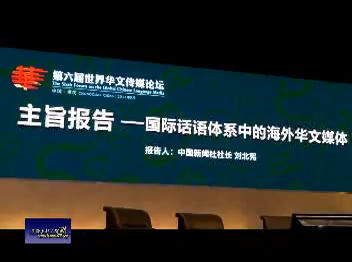 第六届世界华文传媒论坛
The Sixth Forum on the Global Chinese Language Media
主旨报告 ——国际话语体系中的海外华文媒体
报告人：中国新闻社社长 刘北宪